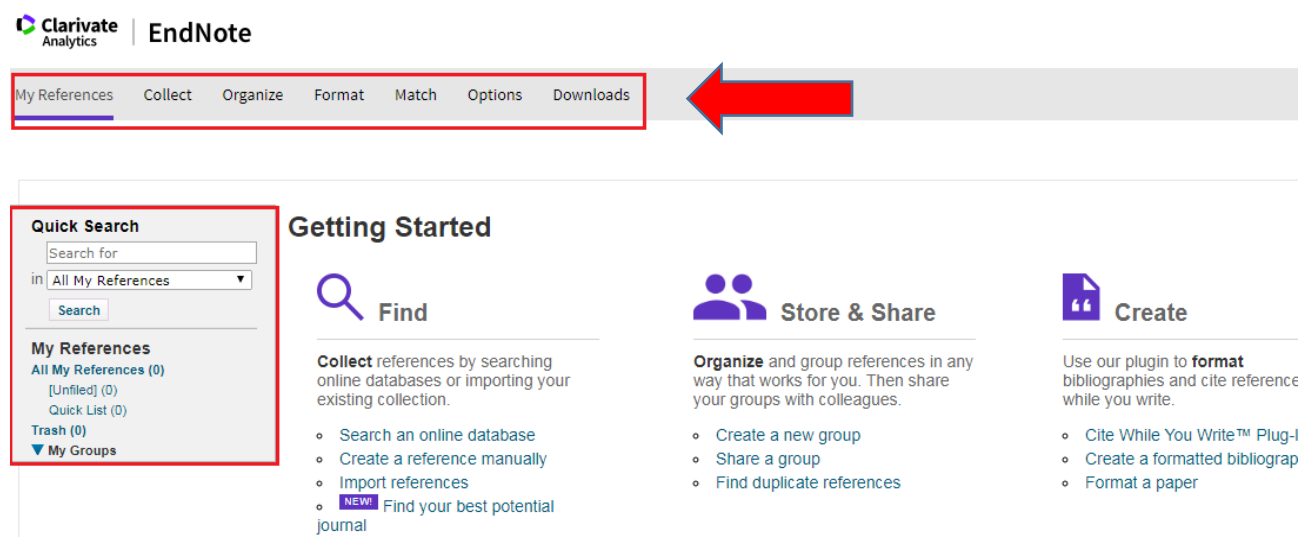 Clarivate
Analytics
EndNote
My References Collect Organize Format Match Options Downloads
Quick Search
Search for
in All My References
Search
My References
All My References (0)
[Unfiled] (0)
Quick List (0)
Trash (0)
My Groups
Getting Started
Find
Collect references by searching
online databases or importing your
existing collection.
Search an online database
Create a reference manually
Import references
NEW! Find your best potential
journal
Store & Share
Organize and group references in any
way that works for you. Then share
your groups with colleagues.
Create a new group
Share a group
Find duplicate references
Create
Use our plugin to format
bibliographies and cite reference
while you write.
Cite While You Write™ Plug-I
Create a formatted bibliograp
Format a paper